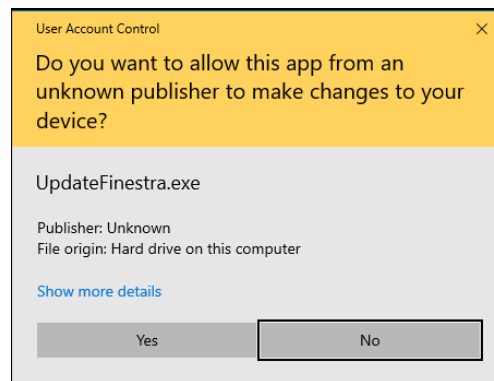 User Account Control
Do you want to allow this app from an
unknown publisher to make changes to your
device?
UpdateFinestra.exe
Publisher: Unknown
File origin: Hard drive on this computer
Show more details
Yes
No